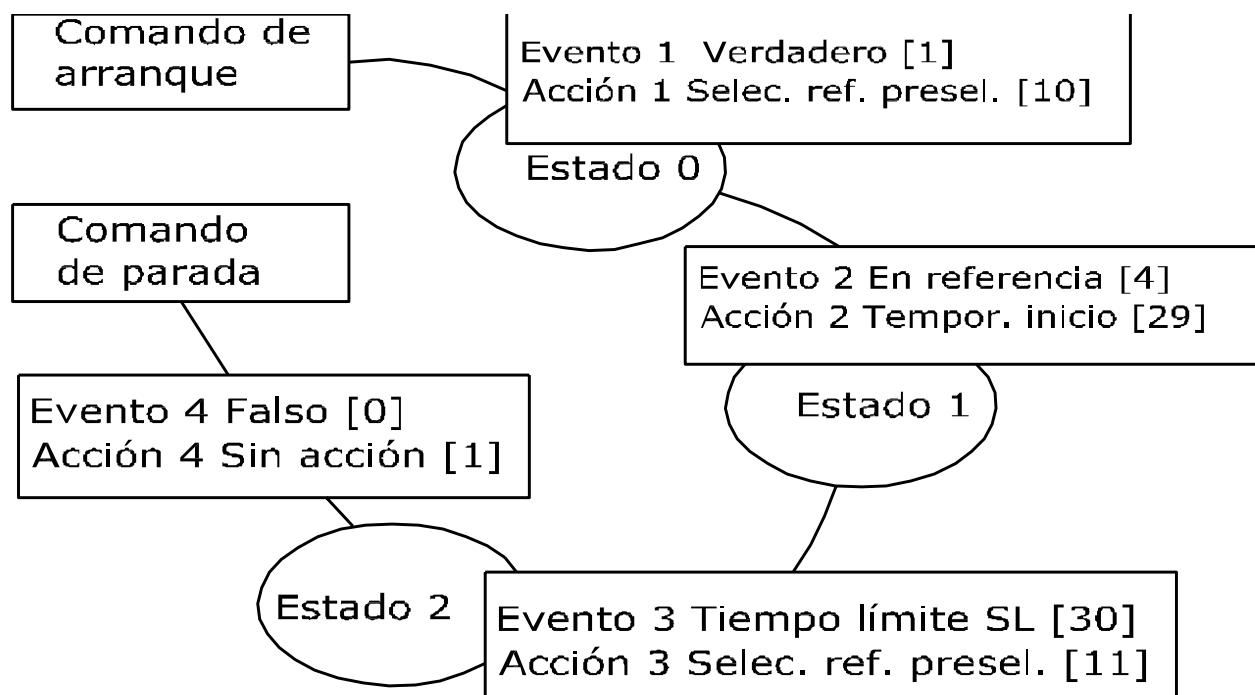 Comando de
arranque
Evento 1 Verdadero [1]
Acción 1 Selec. ref. presel. [10]
Estado 0
Comando
de parada
Evento 2 En referencia [4]
Acción 2 Tempor. inicio [29]
Estado 1
Evento 4 Falso [0]
Acción 4 Sin acción [1]
Estado 2
Evento 3 Tiempo límite SL [30]
Acción 3 Selec. ref. presel. [11]